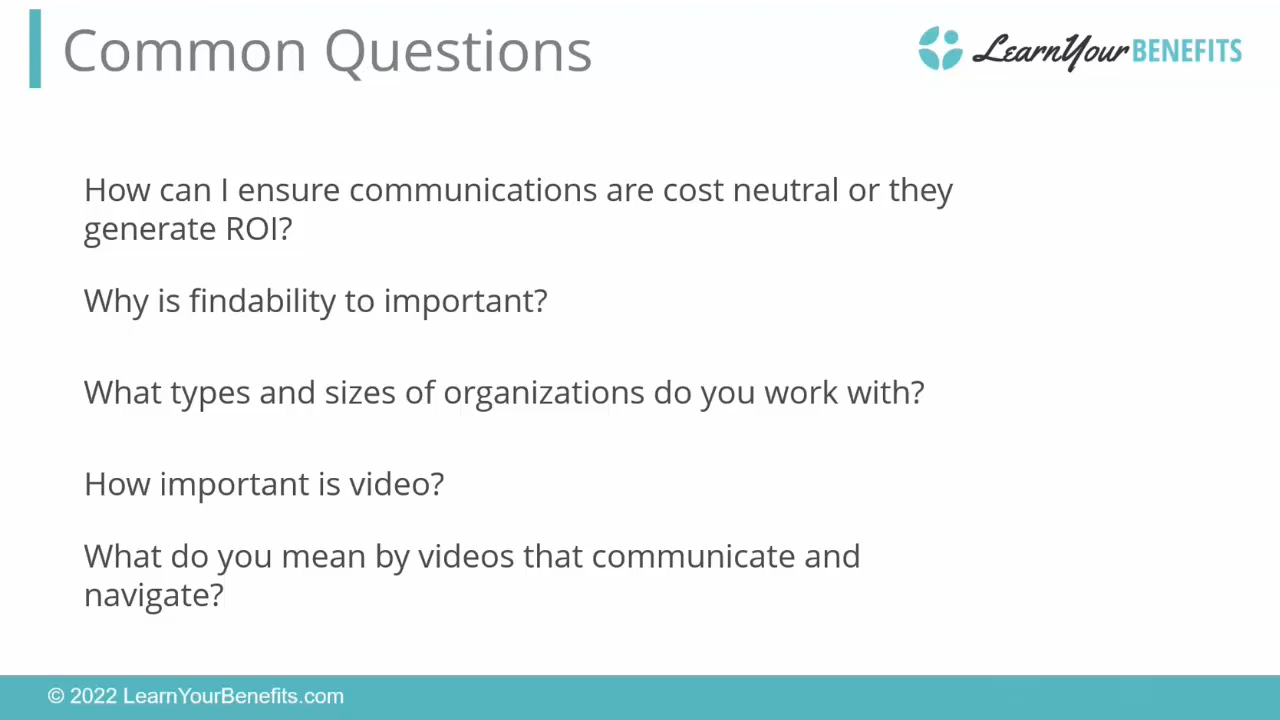 Common Questions
LearnYour BENEFITS
How can I ensure communications are cost neutral or they
generate ROI?
Why is findability to important?
What types and sizes of organizations do you work with?
How important is video?
What do you mean by videos that communicate and
navigate?
© 2022 LearnYourBenefits.com